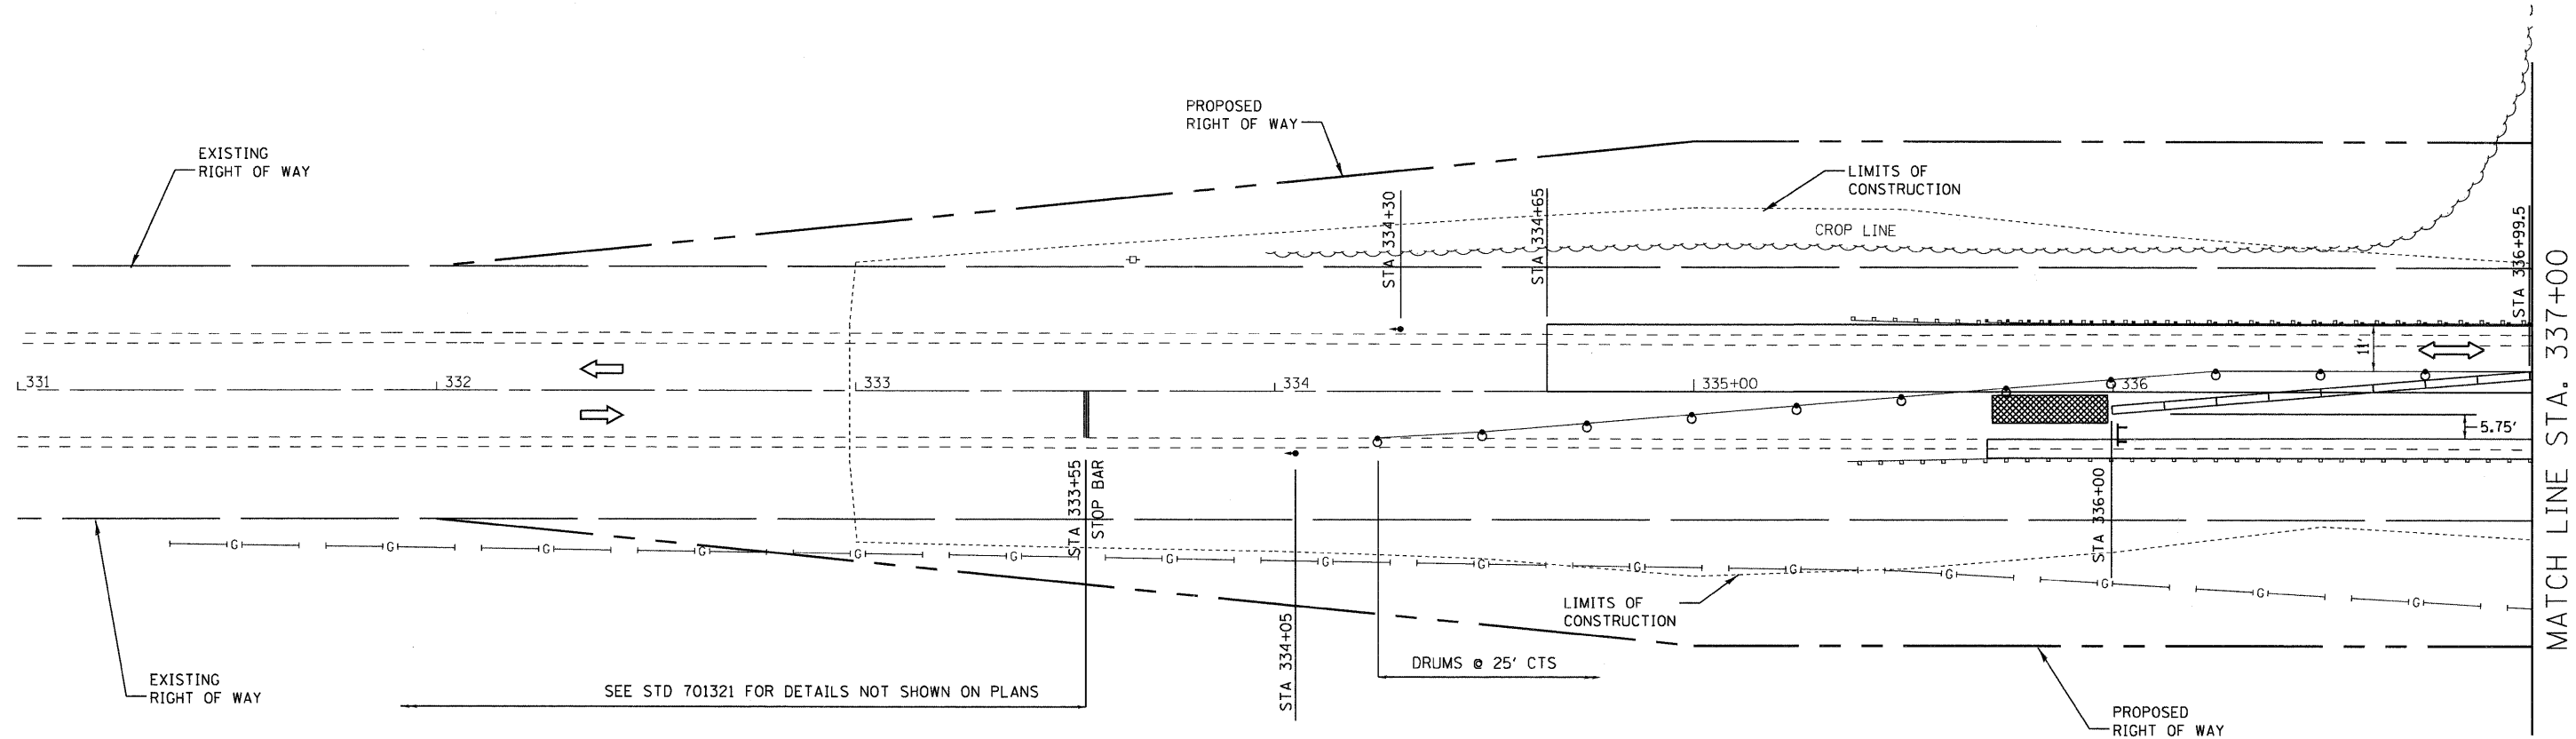 PROPOSED
RIGHT OF WAY
EXISTING
RIGHT OF WAY
LIMITS OF
CONSTRUCTION
CROP LINE
STA 334+30
STA 334+65
STA 336+99.5
MATCH LINE STA. 337+00
11'
331
332
333
334
335+00
336
5.75'
STA 333+55
STOP BAR
STA 336+00
G G G G G G G G G G G G G G G
LIMITS OF
CONSTRUCTION
STA 334+05
DRUMS @ 25' CTS
EXISTING
RIGHT OF WAY
SEE STD 701321 FOR DETAILS NOT SHOWN ON PLANS
PROPOSED
RIGHT OF WAY